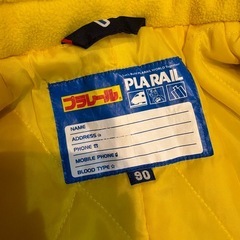 プラレール
PLARAIL
NAME
ADDRESS
PHONE
MOBILE PHONE
BLOOD TYPE
90